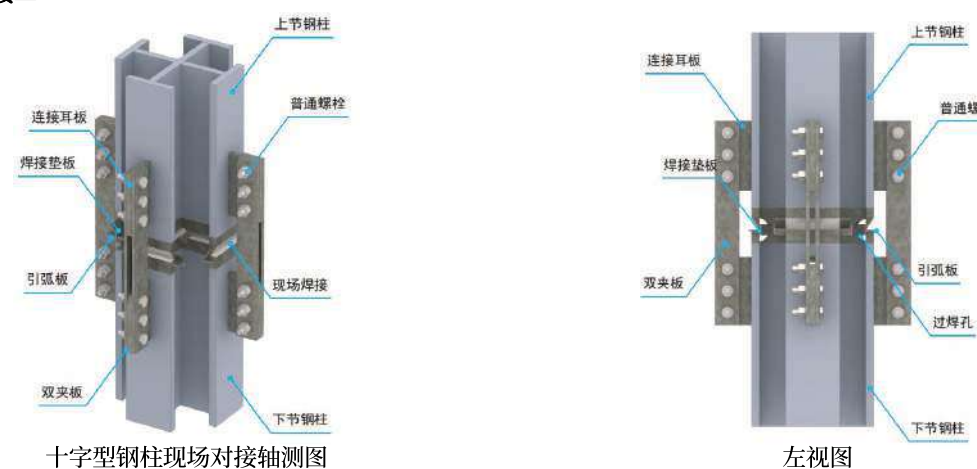 上节钢柱
普通螺栓
连接耳板
焊接垫板
引弧板
现场焊接
双夹板
下节钢柱
十字型钢柱现场对接轴测图
上节钢柱
连接耳板
普通螺
焊接垫板
双夹板
引弧板
过焊孔
下节钢柱
左视图